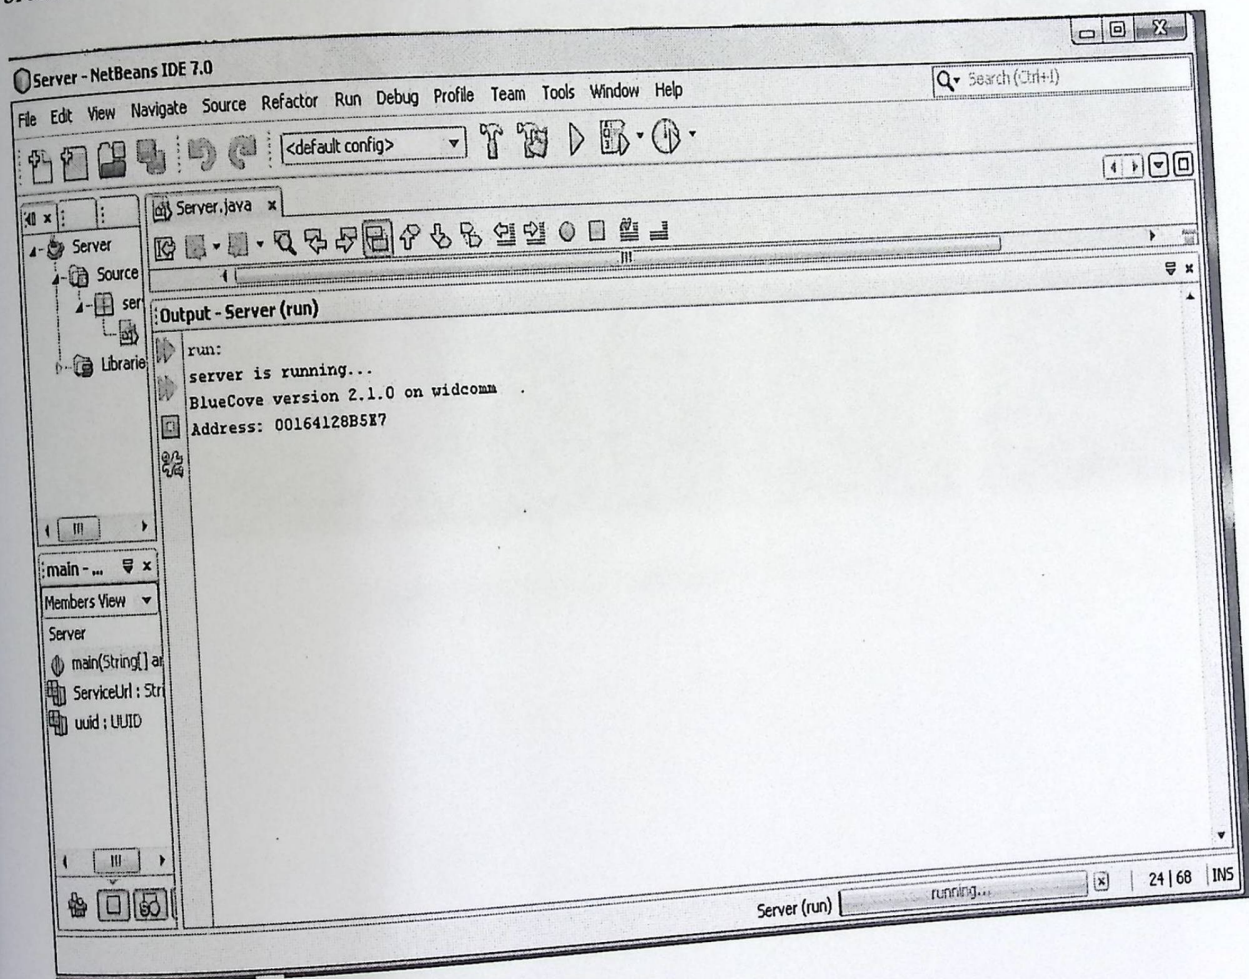 Server - NetBeans IDE 7.0
Search (Ctrl+I)
File Edit View Navigate Source Refactor Run Debug Profile Team Tools Window Help
<default config>
Server.java x
Server
Source
ser
Librarie
Output - Server (run)
run:
server is running...
BlueCove version 2.1.0 on widcomm
Address: 00164128B5E7
main - ...
Members View
Server
main(String[] ar
ServiceUrl : Stri
uuid : UUID
Server (run) running... 24 | 68 INS